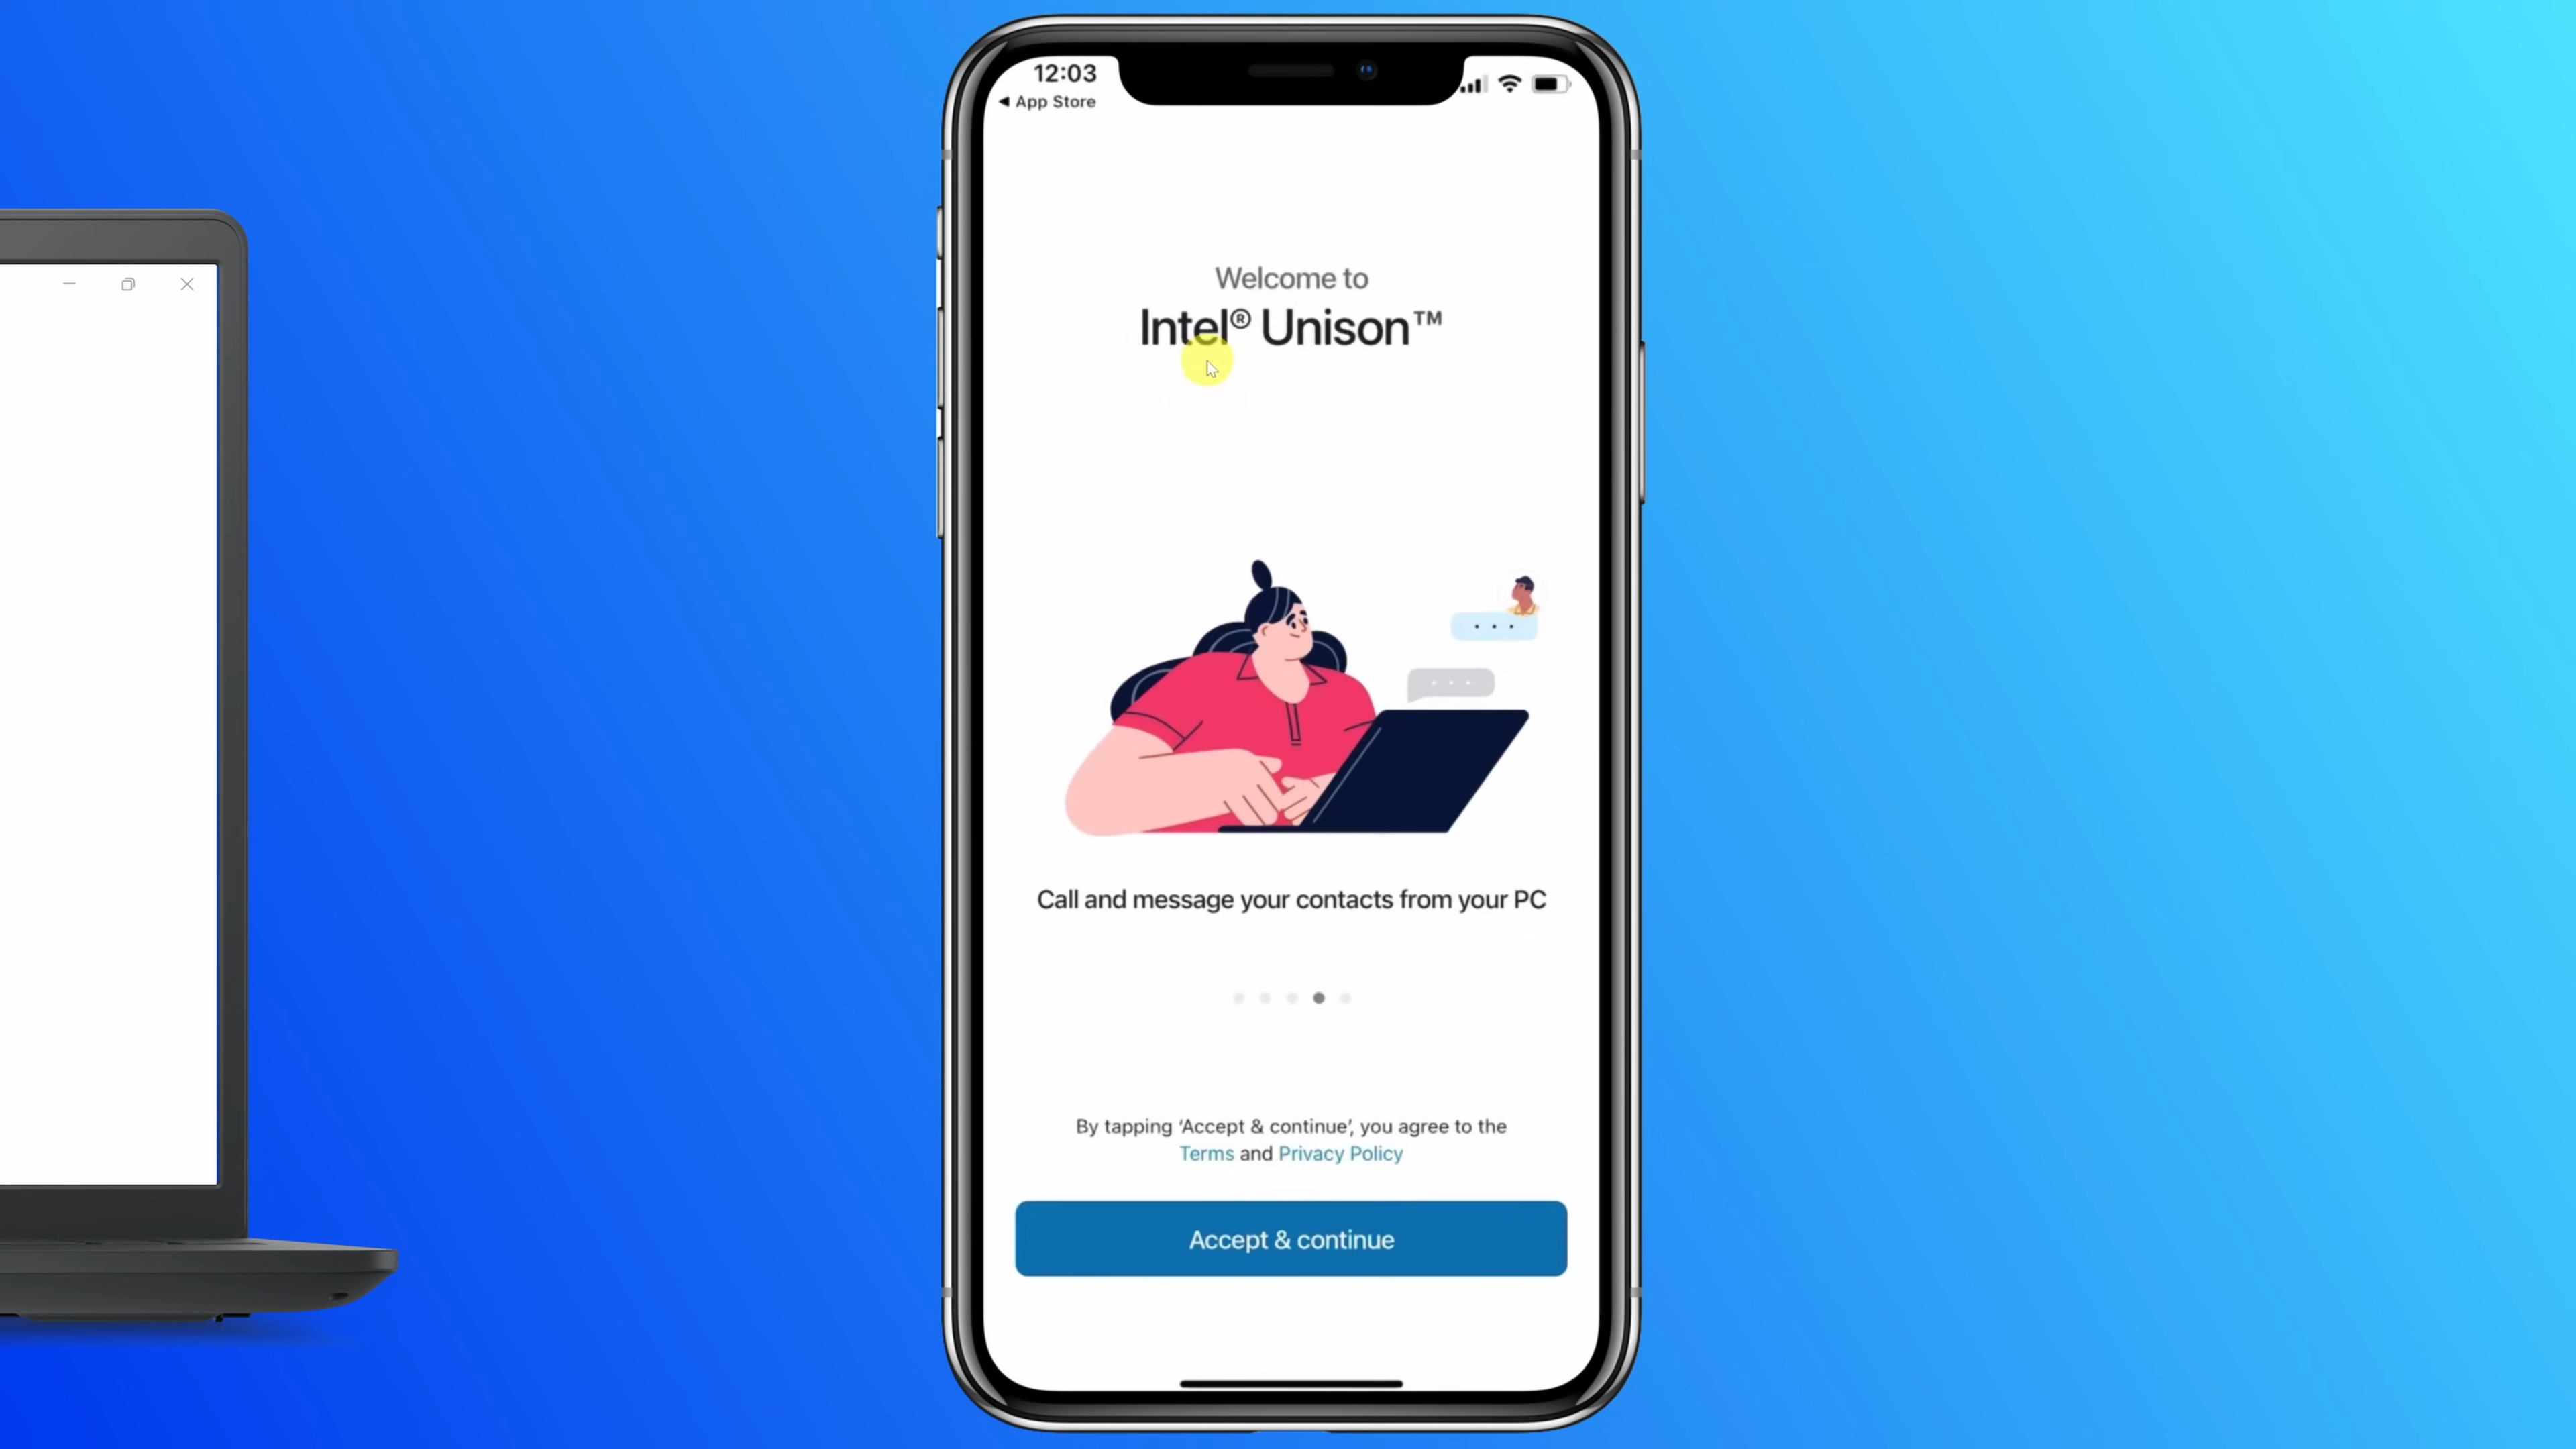 12:03
◀ App Store
Welcome to
Intel® Unison™
Call and message your contacts from your PC
By tapping ‘Accept & continue’, you agree to the
Terms and Privacy Policy
Accept & continue